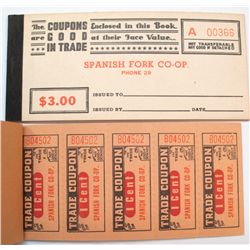 The COUPONS Enclosed in this Book
are GOOD at their Face Value...
IN TRADE
A 00366
NOT TRANSFERABLE
NOT GOOD IF DETACHED
SPANISH FORK CO-OP.
PHONE 29
$3.00
ISSUED TO
ISSUED BY DATE
B04502 B04502 B04502 B04502 B04502
TRADE COUPON 1 Cent SPANISH FORK CO-OP.
TRADE COUPON 1 Cent SPANISH FORK CO-OP.
TRADE COUPON 1 Cent SPANISH FORK CO-OP.
TRADE COUPON 1 Cent SPANISH FORK CO-OP.
TRADE COUPON 1 Cent SPANISH FORK CO-OP.